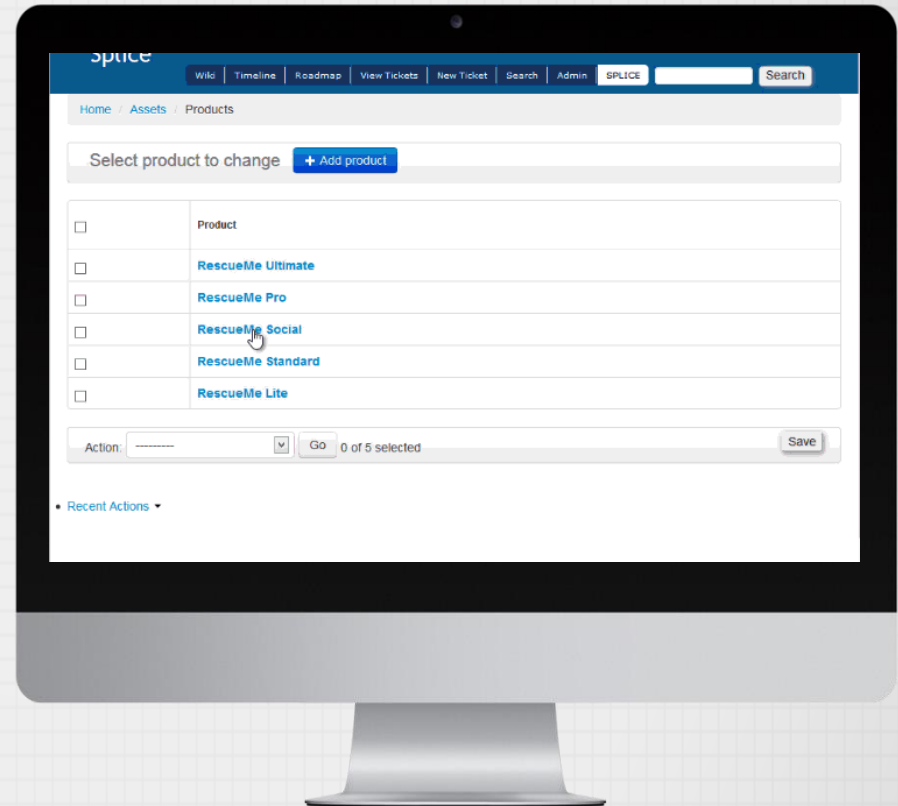 Splice
Wiki Timeline Roadmap View Tickets New Ticket Search Admin SPLICE Search
Home / Assets / Products
Select product to change + Add product
Product
RescueMe Ultimate
RescueMe Pro
RescueMe Social
RescueMe Standard
RescueMe Lite
Action: --------- Go 0 of 5 selected Save
• Recent Actions